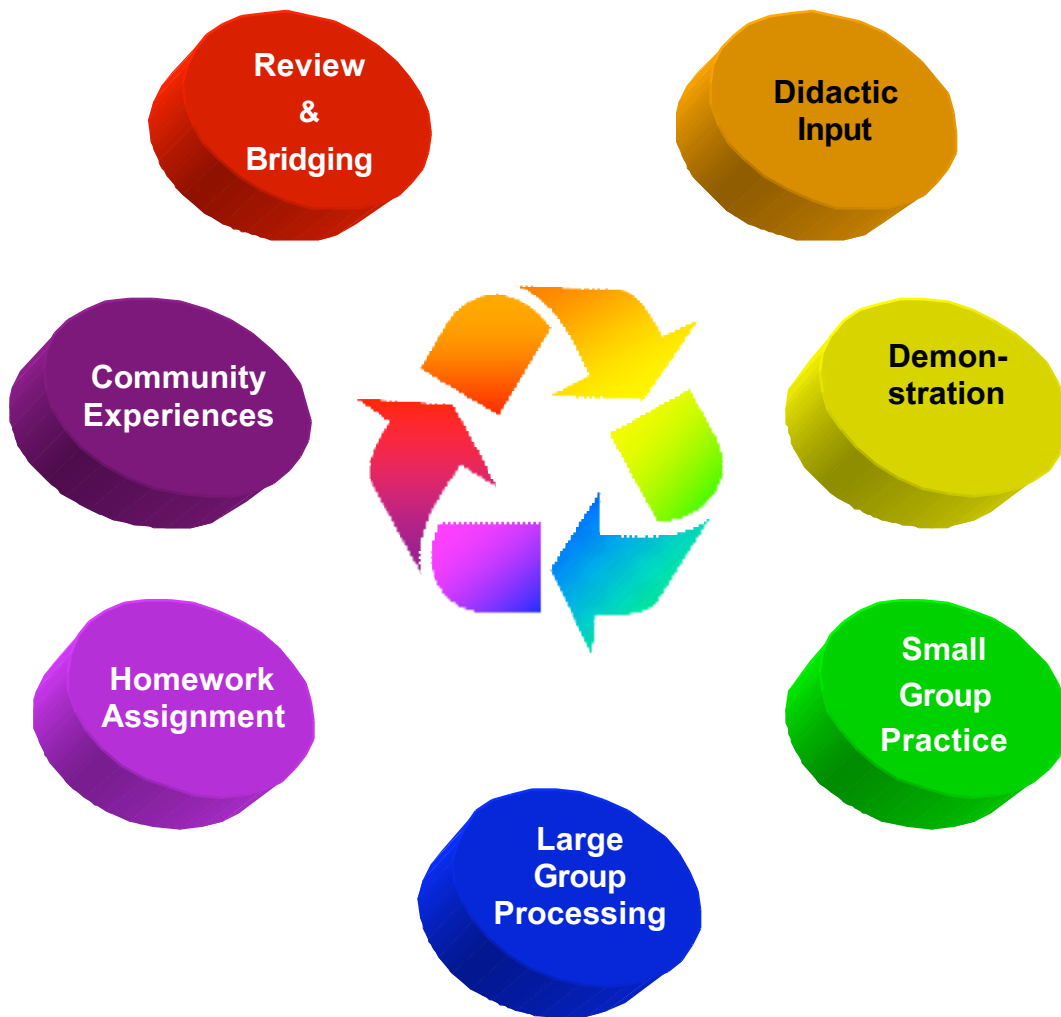 Review
&
Bridging
Didactic
Input
Demon-
stration
Small
Group
Practice
Large
Group
Processing
Homework
Assignment
Community
Experiences